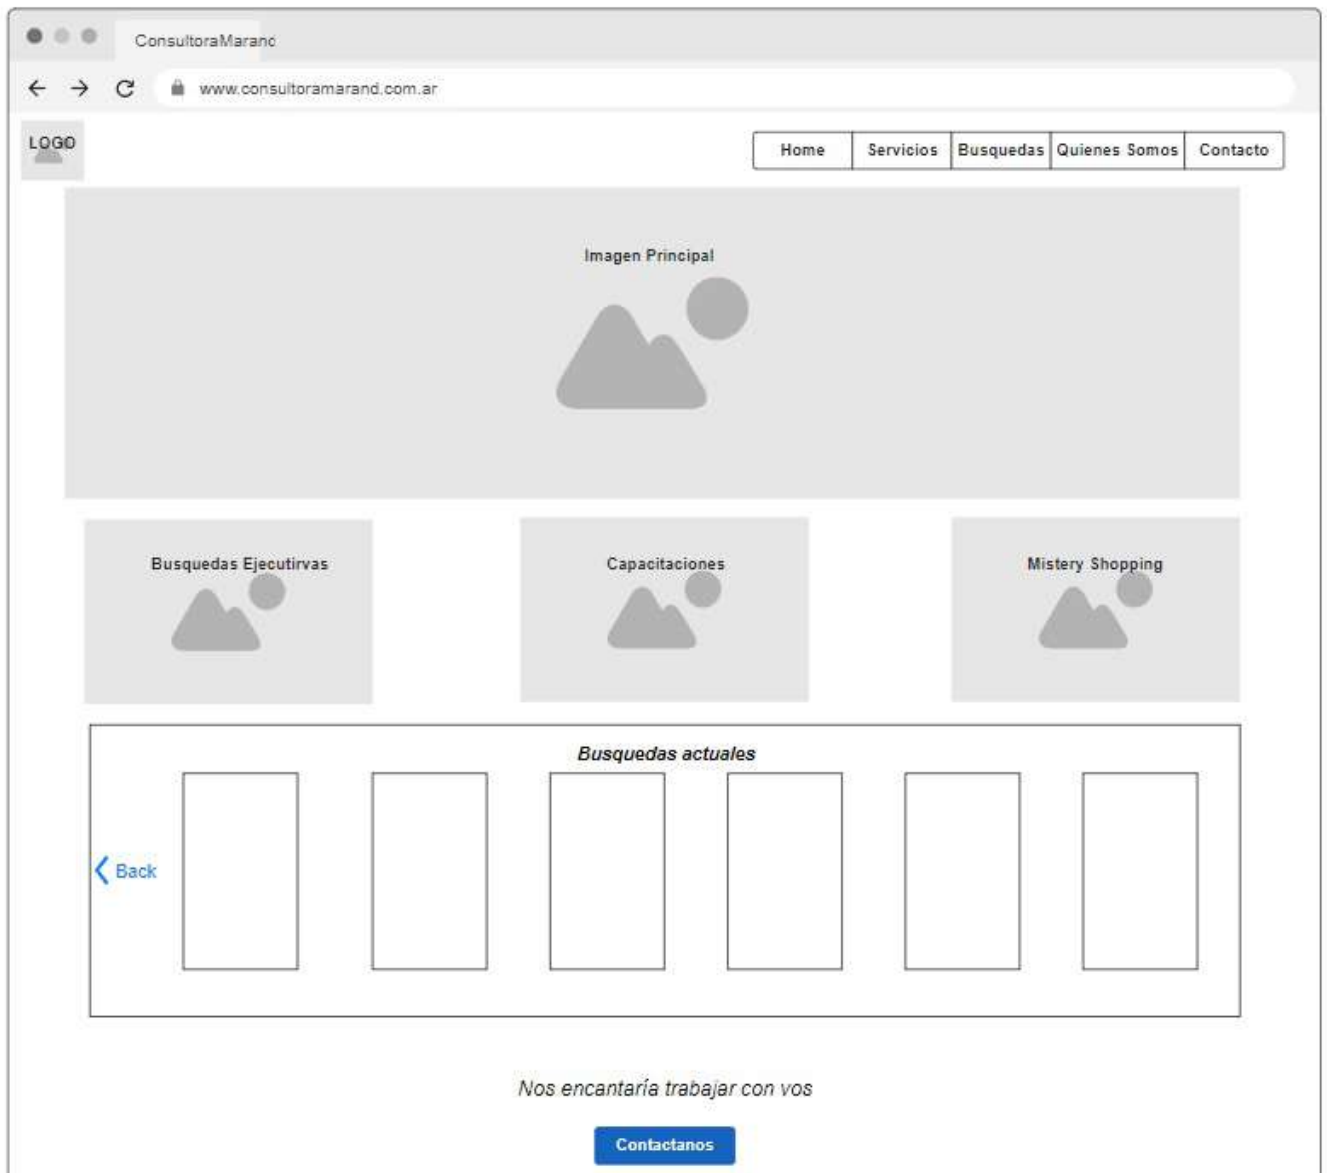 ConsultoraMarand
www.consultoramarand.com.ar
LOGO
Home Servicios Busquedas Quienes Somos Contacto
Imagen Principal
Busquedas Ejecutirvas Capacitaciones Mistery Shopping
Busquedas actuales
Back
Nos encantaría trabajar con vos
Contactanos